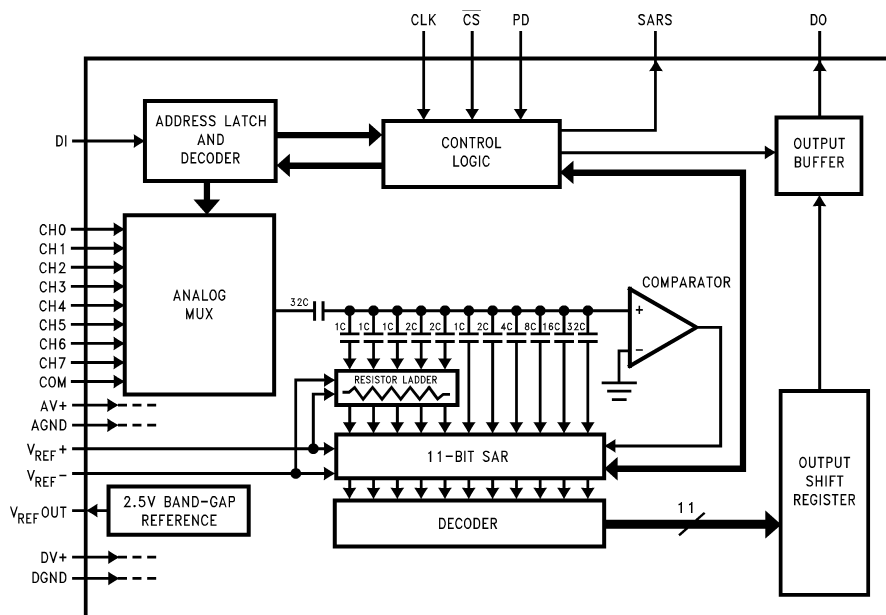 CLK CS PD SARS DO
ADDRESS LATCH
AND
DECODER
DI
CONTROL
LOGIC
OUTPUT
BUFFER
CH0
CH1
CH2
CH3
CH4
CH5
CH6
CH7
COM
ANALOG
MUX
32C
1C 1C 1C 2C 2C 1C 2C 4C 8C 16C 32C
COMPARATOR
+
−
RESISTOR LADDER
AV+
AGND
VREF+
VREF−
11-BIT SAR
VREFOUT
2.5V BAND-GAP
REFERENCE
DECODER
11
OUTPUT
SHIFT
REGISTER
DV+
DGND